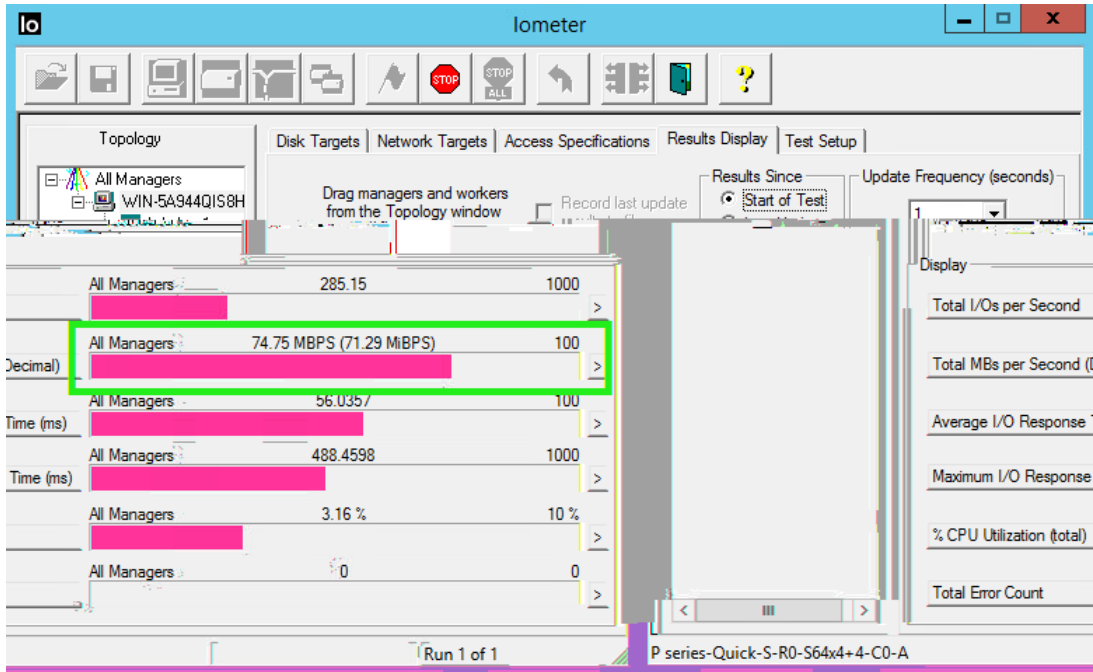 Iometer
STOP
STOP
ALL
Topology
Disk Targets
Network Targets
Access Specifications
Results Display
Test Setup
All Managers
WIN-5A944QIS8H
Drag managers and workers
from the Topology window
Record last update
Results Since
Start of Test
Update Frequency (seconds)
1
All Managers 285.15 1000
>
All Managers 74.75 MBPS (71.29 MiBPS) 100
Decimal)
>
All Managers 56.0357 100
Time (ms)
>
All Managers 488.4598 1000
Time (ms)
>
All Managers 3.16 % 10 %
>
All Managers 0 0
>
Run 1 of 1
Display
Total I/Os per Second
Total MBs per Second (D
Average I/O Response T
Maximum I/O Response
% CPU Utilization (total)
Total Error Count
P series-Quick-S-R0-S64x4+4-C0-A